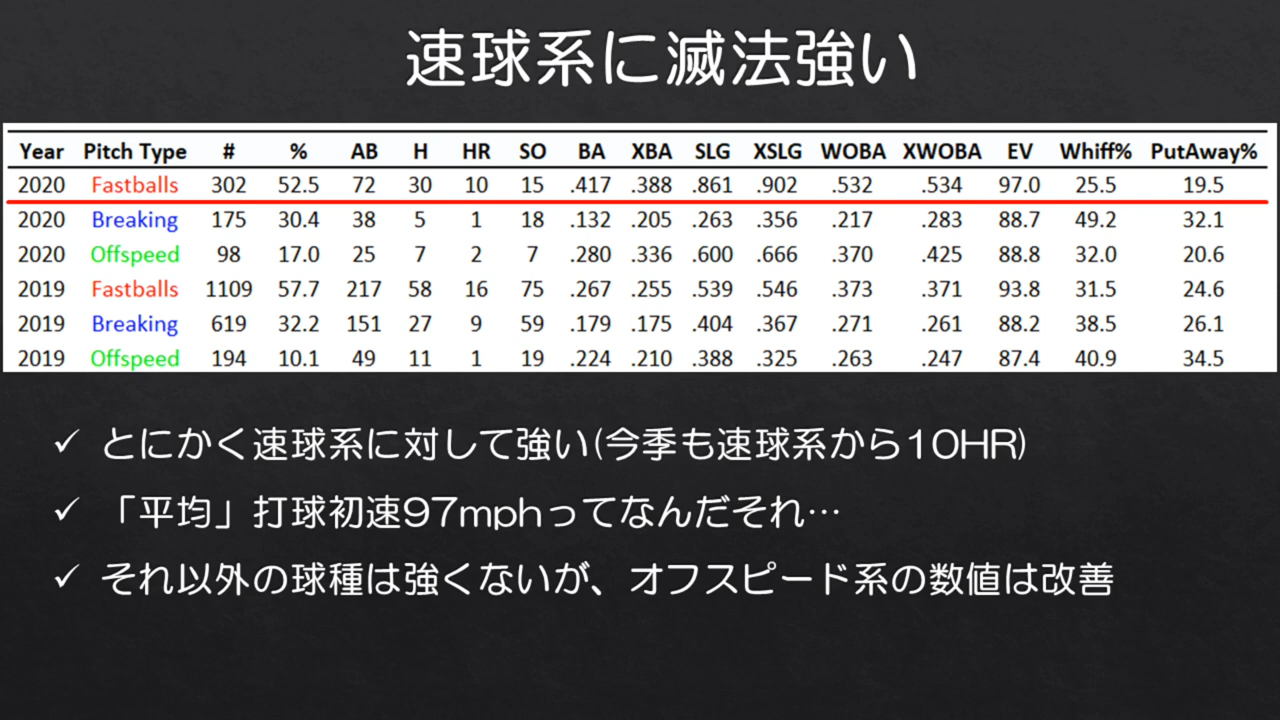 速球系に滅法強い
Year Pitch Type # % AB H HR SO BA XBA SLG XSLG WOBA XWOBA EV Whiff% PutAway%
2020 Fastballs 302 52.5 72 30 10 15 .417 .388 .861 .902 .532 .534 97.0 25.5 19.5
2020 Breaking 175 30.4 38 5 1 18 .132 .205 .263 .356 .217 .283 88.7 49.2 32.1
2020 Offspeed 98 17.0 25 7 2 7 .280 .336 .600 .666 .370 .425 88.8 32.0 20.6
2019 Fastballs 1109 57.7 217 58 16 75 .267 .255 .539 .546 .373 .371 93.8 31.5 24.6
2019 Breaking 619 32.2 151 27 9 59 .179 .175 .404 .367 .271 .261 88.2 38.5 26.1
2019 Offspeed 194 10.1 49 11 1 19 .224 .210 .388 .325 .263 .247 87.4 40.9 34.5
✓ とにかく速球系に対して強い(今季も速球系から10HR)
✓ 「平均」打球初速97mphってなんだそれ…
✓ それ以外の球種は強くないが、オフスピード系の数値は改善